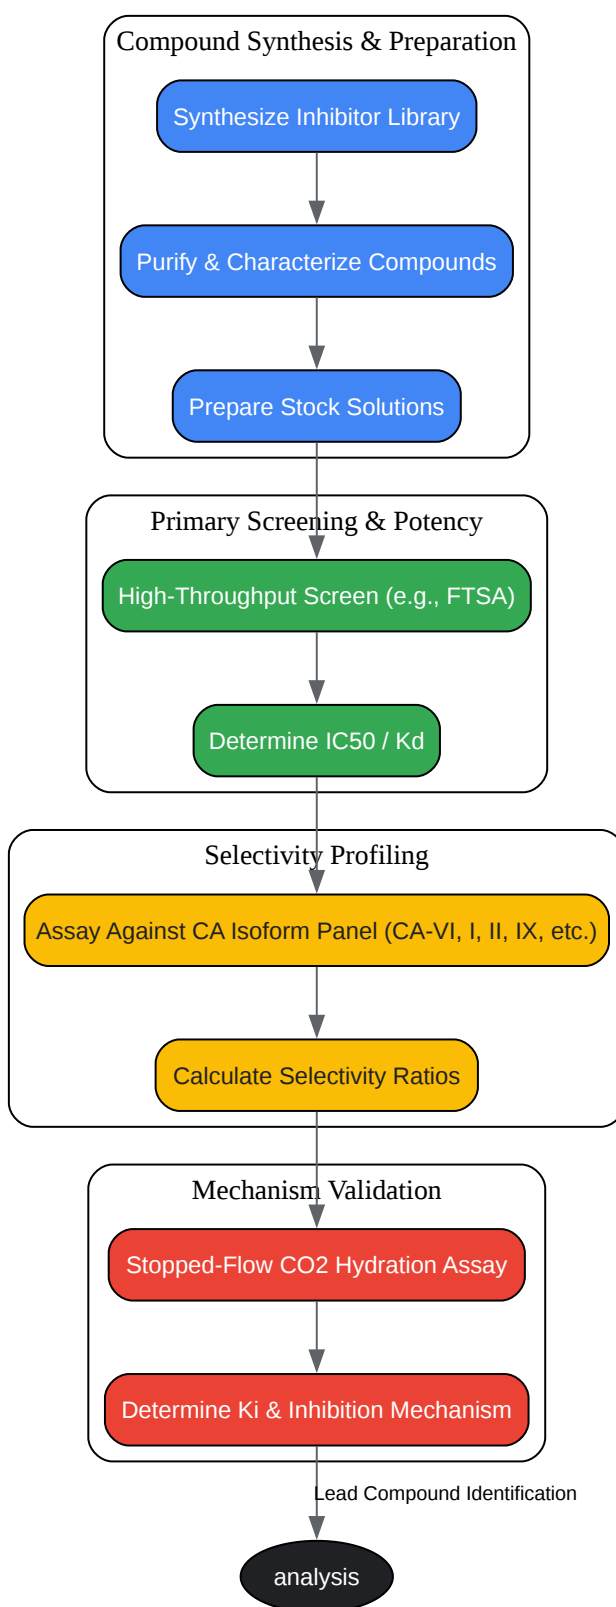 Compound Synthesis & Preparation
Synthesize Inhibitor Library
Purify & Characterize Compounds
Prepare Stock Solutions
Primary Screening & Potency
High-Throughput Screen (e.g., FTSA)
Determine IC50 / Kd
Selectivity Profiling
Assay Against CA Isoform Panel (CA-VI, I, II, IX, etc.)
Calculate Selectivity Ratios
Mechanism Validation
Stopped-Flow CO2 Hydration Assay
Determine Ki & Inhibition Mechanism
Lead Compound Identification
analysis